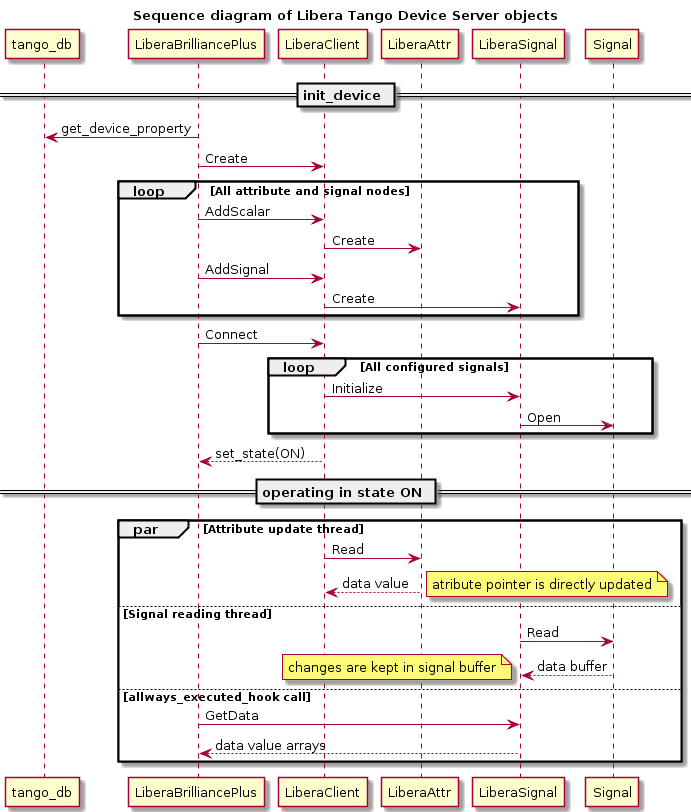 Sequence diagram of Libera Tango Device Server objects
tango_db LiberaBrilliancePlus LiberaClient LiberaAttr LiberaSignal Signal
init_device
get_device_property
Create
loop [All attribute and signal nodes]
AddScalar
Create
AddSignal
Create
Connect
loop [All configured signals]
Initialize
Open
set_state(ON)
operating in state ON
par [Attribute update thread]
Read
data value atribute pointer is directly updated
[Signal reading thread]
Read
changes are kept in signal buffer data buffer
[allways_executed_hook call]
GetData
data value arrays
tango_db LiberaBrilliancePlus LiberaClient LiberaAttr LiberaSignal Signal